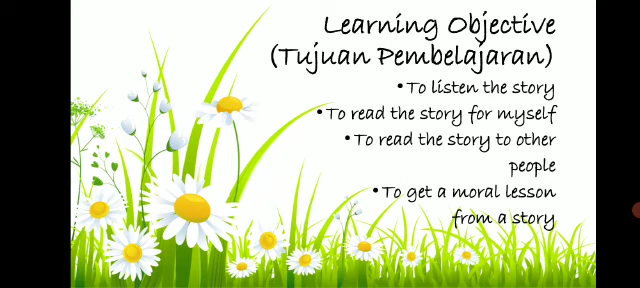 Learning Objective
(Tujuan Pembelajaran)
• To listen the story
• To read the story for myself
• To read the story to other
people
• To get a moral lesson
from a story